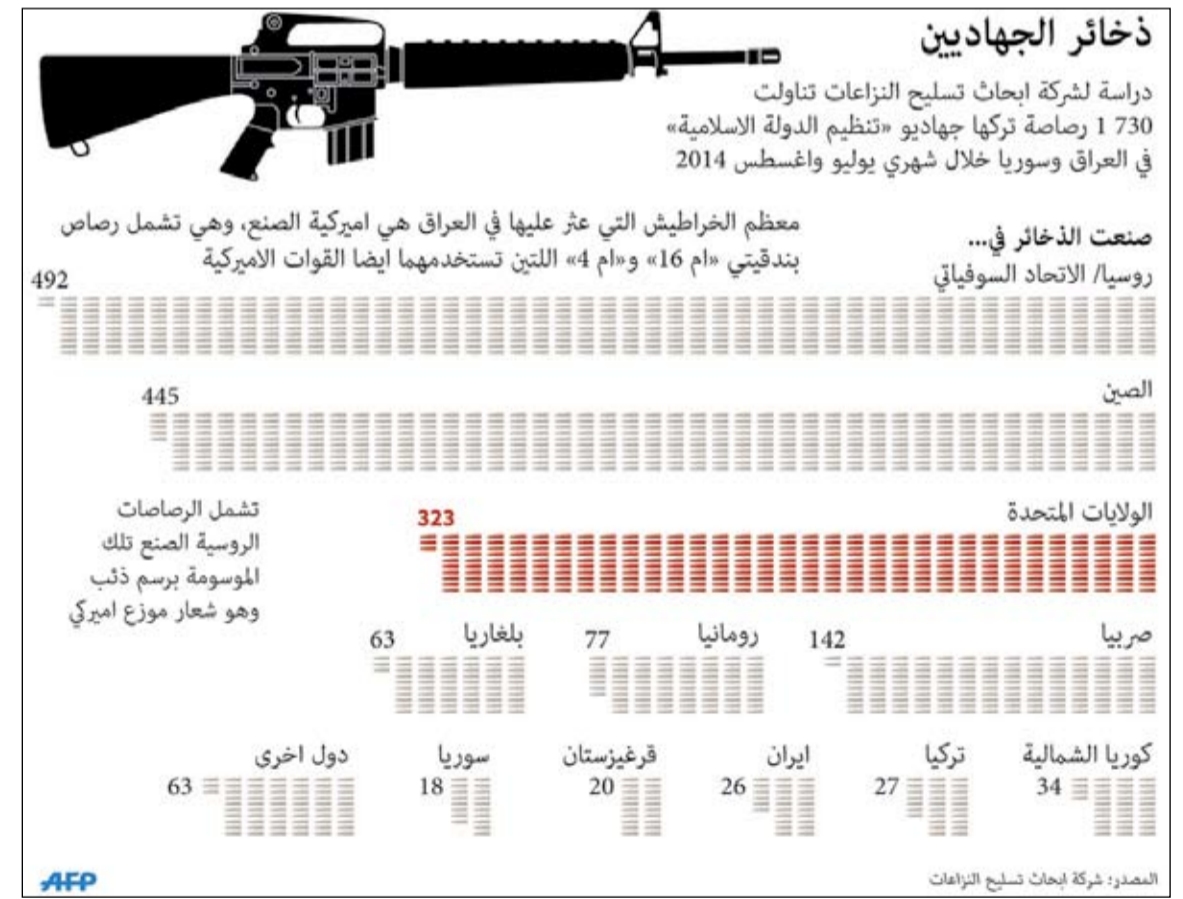 ذخائر الجهاديين
دراسة لشركة ابحاث تسليح النزاعات تناولت
1 730 رصاصة تركها جهاديو «تنظيم الدولة الاسلامية»
في العراق وسوريا خلال شهري يوليو واغسطس 2014
معظم الخراطيش التي عثر عليها في العراق هي اميركية الصنع، وهي تشمل رصاص
بندقيتي «ام 16» و«ام 4» اللتين تستخدمهما ايضا القوات الاميركية
صنعت الذخائر في...
روسيا/ الاتحاد السوفياتي
492
الصين
445
الولايات المتحدة
323
تشمل الرصاصات
الروسية الصنع تلك
الموسومة برسم ذئب
وهو شعار موزع اميركي
صربيا
142
رومانيا
77
بلغاريا
63
كوريا الشمالية
34
تركيا
27
ايران
26
قرغيزستان
20
سوريا
18
دول اخرى
63
المصدر: شركة ابحاث تسليح النزاعات
AFP